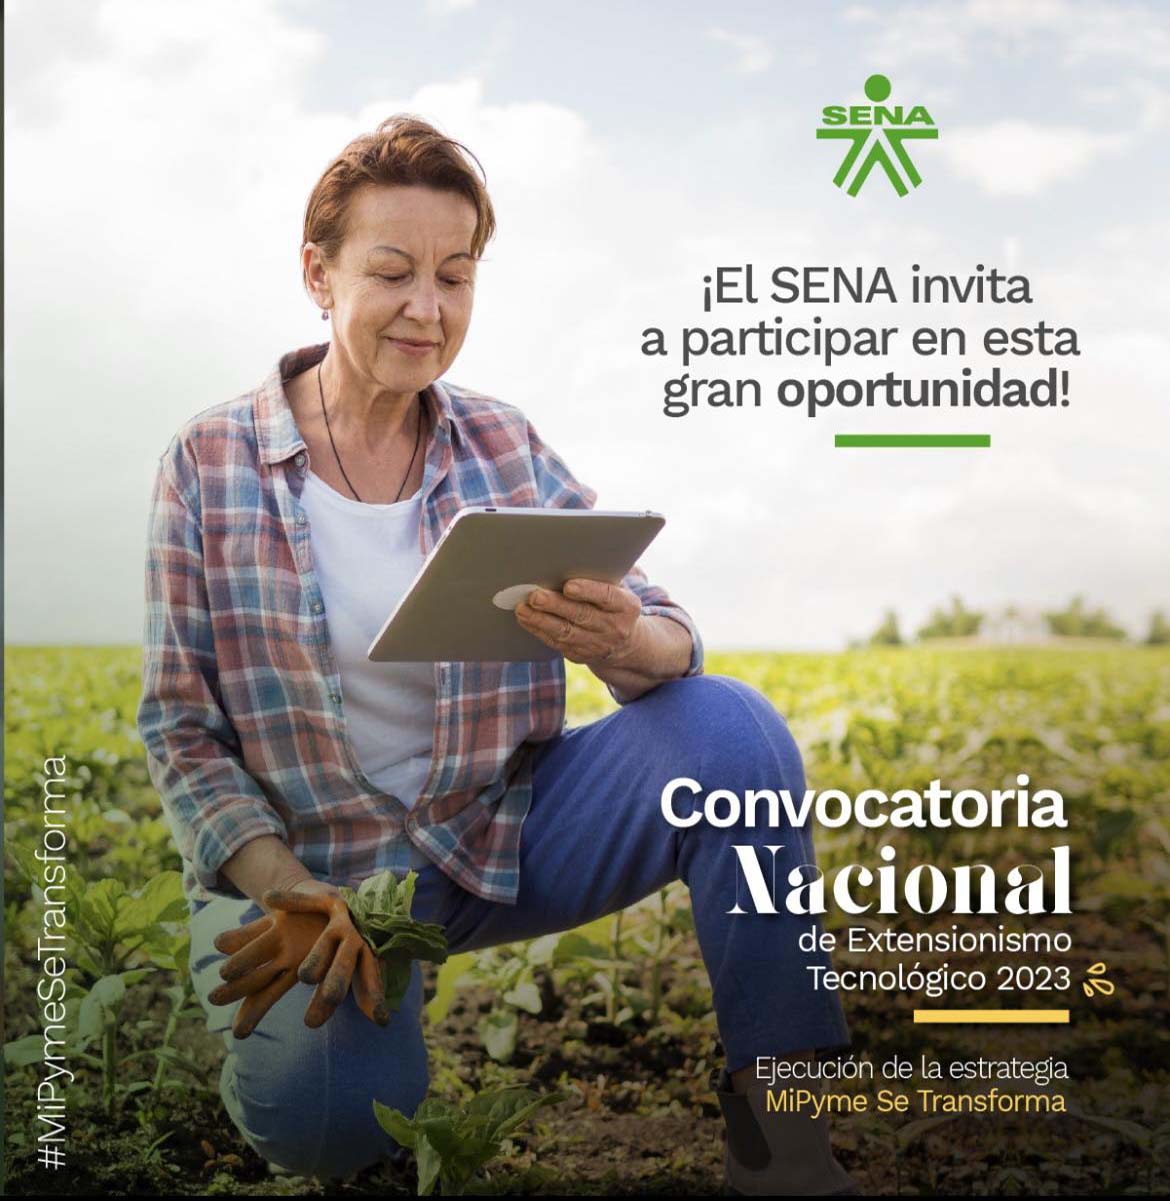 SENA
¡El SENA invita
a participar en esta
gran oportunidad!
Convocatoria
Nacional
de Extensionismo
Tecnológico 2023
Ejecución de la estrategia
MiPyme Se Transforma
#MiPymeSeTransforma